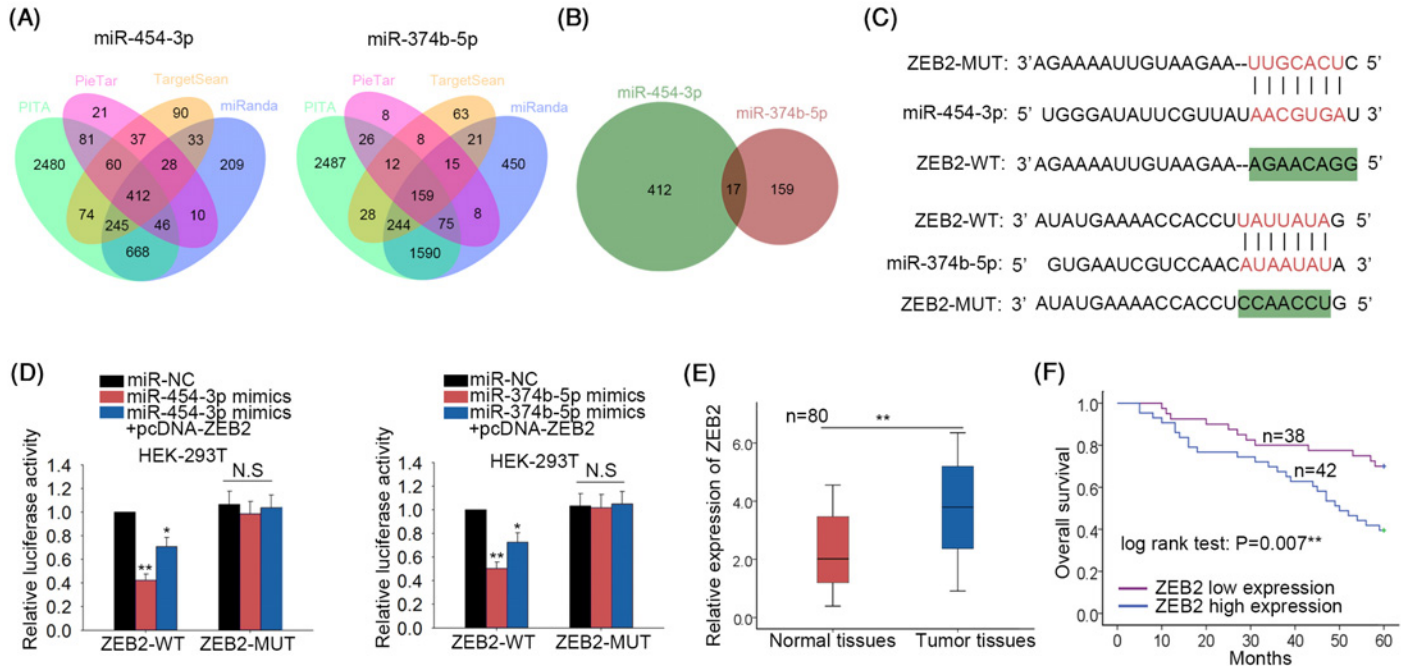 (A)
miR-454-3p
PieTar
TargetSean
PITA
miRanda
21
90
81
37
33
2480
60
28
209
412
74
245
46
10
668
miR-374b-5p
PieTar
TargetSean
PITA
miRanda
8
63
26
8
21
2487
12
15
450
159
28
244
75
8
1590
(B)
miR-454-3p
miR-374b-5p
412
17
159
(C)
ZEB2-MUT: 3’AGAAAAUUGUAAGAA--UUGCACUC 5’
miR-454-3p: 5’ UGGGAUAUUCGUUAUAACGUGAU 3’
ZEB2-WT: 3’AGAAAAUUGUAAGAA--AGAACAGG 5’
ZEB2-WT: 3’ AUAUGAAAACCACCUUAUUAUAG 5’
miR-374b-5p: 5’ GUGAAUCGUCCAACAUAAUAUA 3’
ZEB2-MUT: 3’ AUAUGAAAACCACCUCCAACCUG 5’
(D)
miR-NC
miR-454-3p mimics
miR-454-3p mimics
+pcDNA-ZEB2
HEK-293T
N.S
Relative luciferase activity
1.4
1.2
1.0
0.8
0.6
0.4
0.2
0.0
**
*
ZEB2-WT
ZEB2-MUT
miR-NC
miR-374b-5p mimics
miR-374b-5p mimics
+pcDNA-ZEB2
HEK-293T
N.S
Relative luciferase activity
1.4
1.2
1.0
0.8
0.6
0.4
0.2
0.0
**
*
ZEB2-WT
ZEB2-MUT
(E)
n=80
**
Relative expression of ZEB2
6.0
4.0
2.0
0.0
Normal tissues
Tumor tissues
(F)
Overall survival
1.0
0.8
0.6
0.4
0.2
0.0
n=38
n=42
log rank test: P=0.007**
ZEB2 low expression
ZEB2 high expression
0 10 20 30 40 50 60
Months